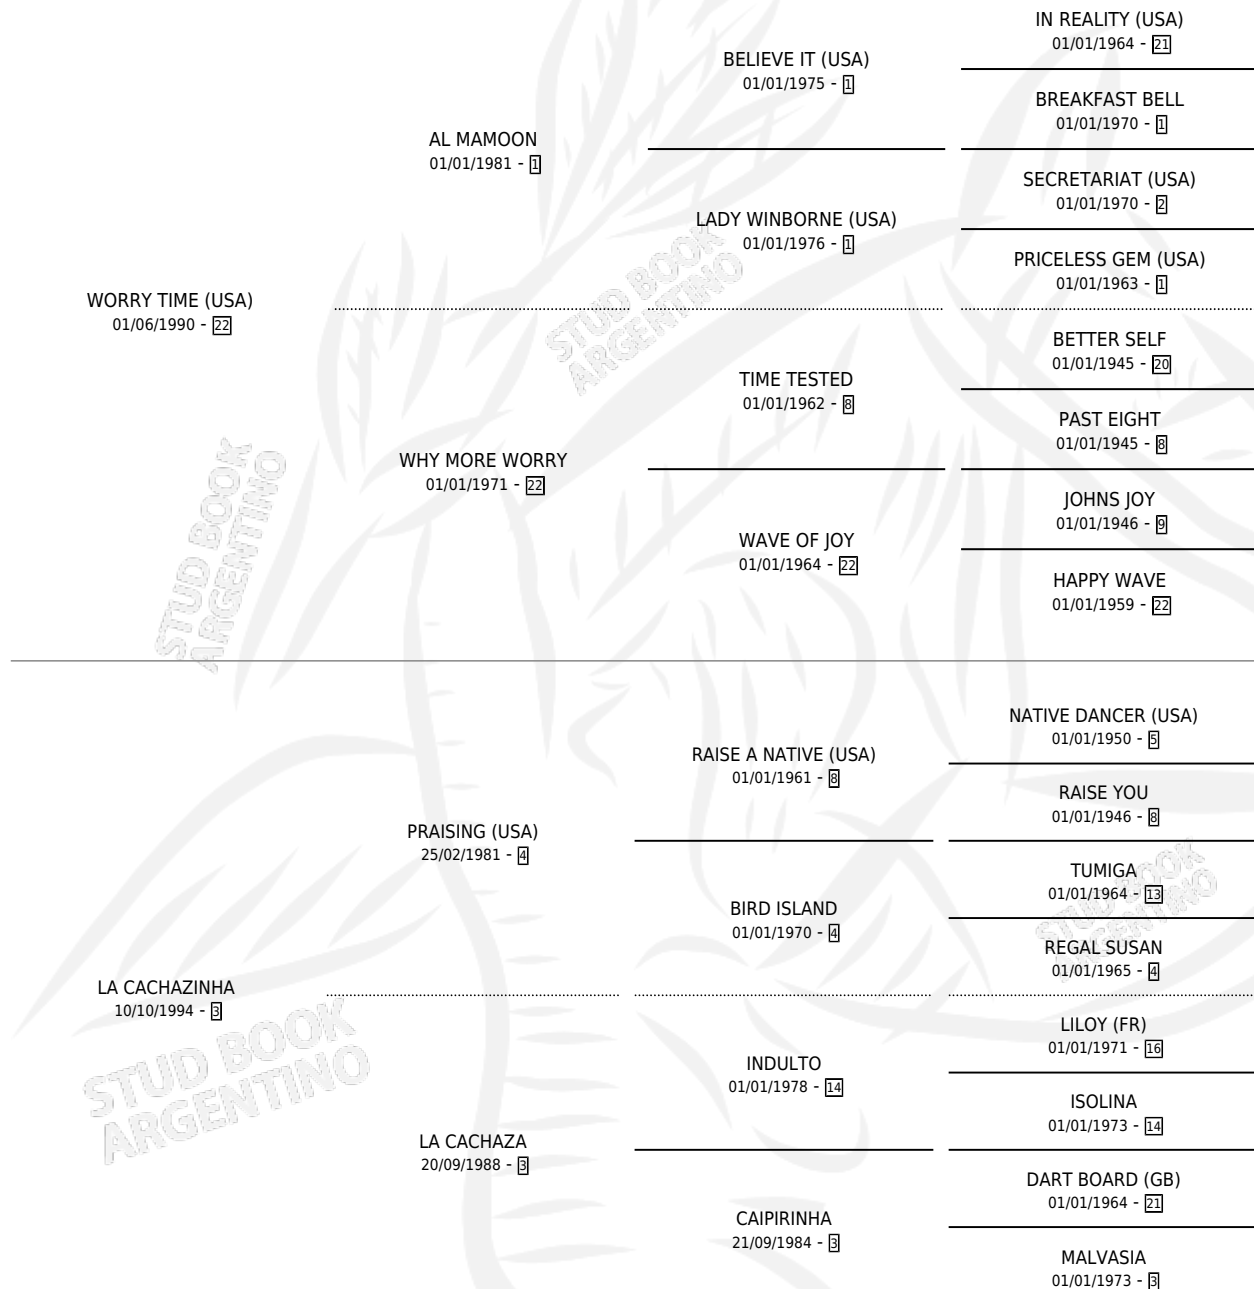 IN REALITY (USA)
01/01/1964 - 21
BELIEVE IT (USA)
01/01/1975 - 1
BREAKFAST BELL
01/01/1970 - 1
AL MAMOON
01/01/1981 - 1
SECRETARIAT (USA)
01/01/1970 - 2
LADY WINBORNE (USA)
01/01/1976 - 1
PRICELESS GEM (USA)
01/01/1963 - 1
WORRY TIME (USA)
01/06/1990 - 22
STUD BOOK
ARGENTINO
BETTER SELF
01/01/1945 - 20
TIME TESTED
01/01/1962 - 8
PAST EIGHT
01/01/1945 - 8
WHY MORE WORRY
01/01/1971 - 22
JOHNS JOY
01/01/1946 - 9
WAVE OF JOY
01/01/1964 - 22
HAPPY WAVE
01/01/1959 - 22
STUD BOOK
ARGENTINO
NATIVE DANCER (USA)
01/01/1950 - 5
RAISE A NATIVE (USA)
01/01/1961 - 8
RAISE YOU
01/01/1946 - 8
PRAISING (USA)
25/02/1981 - 4
TUMIGA
01/01/1964 - 13
BIRD ISLAND
01/01/1970 - 4
STUD BOOK
ARGENTINO
REGAL SUSAN
01/01/1965 - 4
LA CACHAZINHA
10/10/1994 - 3
STUD BOOK
ARGENTINO
LILOY (FR)
01/01/1971 - 16
INDULTO
01/01/1978 - 14
ISOLINA
01/01/1973 - 14
LA CACHAZA
20/09/1988 - 3
DART BOARD (GB)
01/01/1964 - 21
CAIPIRINHA
21/09/1984 - 3
MALVASIA
01/01/1973 - 3